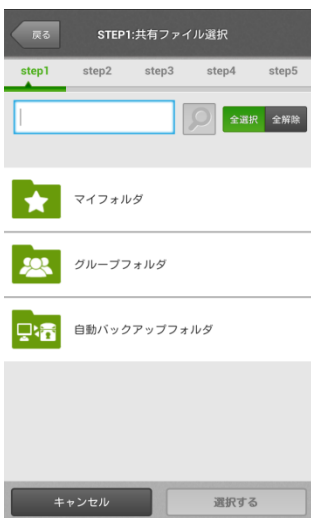 戻る
STEP1:共有ファイル選択
step1 step2 step3 step4 step5
全選択 全解除
マイフォルダ
グループフォルダ
自動バックアップフォルダ
キャンセル 選択する